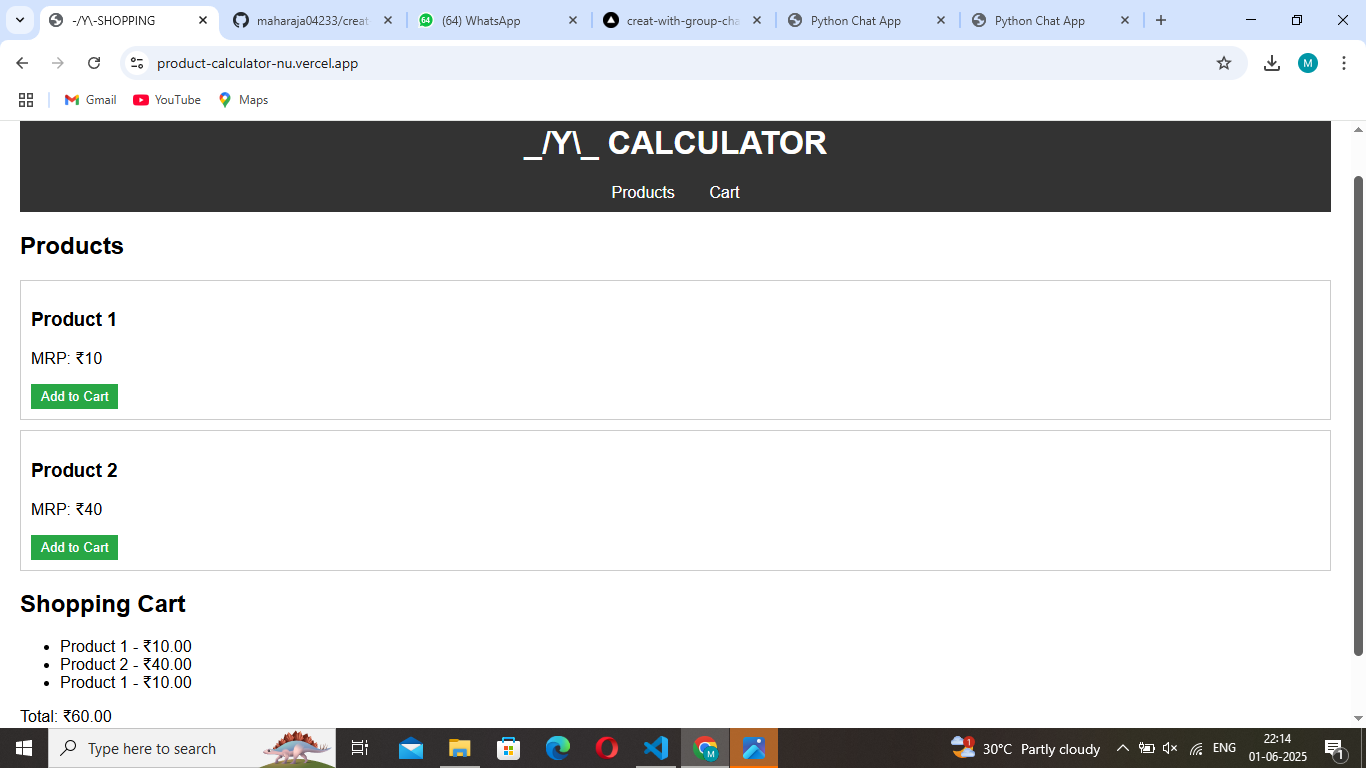 -/Y\-SHOPPING
maharaja04233/creat
64
(64) WhatsApp
creat-with-group-cha
Python Chat App
Python Chat App
product-calculator-nu.vercel.app
M
Gmail
YouTube
Maps
_/Y\_ CALCULATOR
Products
Cart
Products
Product 1
MRP: ₹10
Add to Cart
Product 2
MRP: ₹40
Add to Cart
Shopping Cart
• Product 1 - ₹10.00
• Product 2 - ₹40.00
• Product 1 - ₹10.00
Total: ₹60.00
Type here to search
M
1
30°C Partly cloudy
ENG
22:14
01-06-2025
1